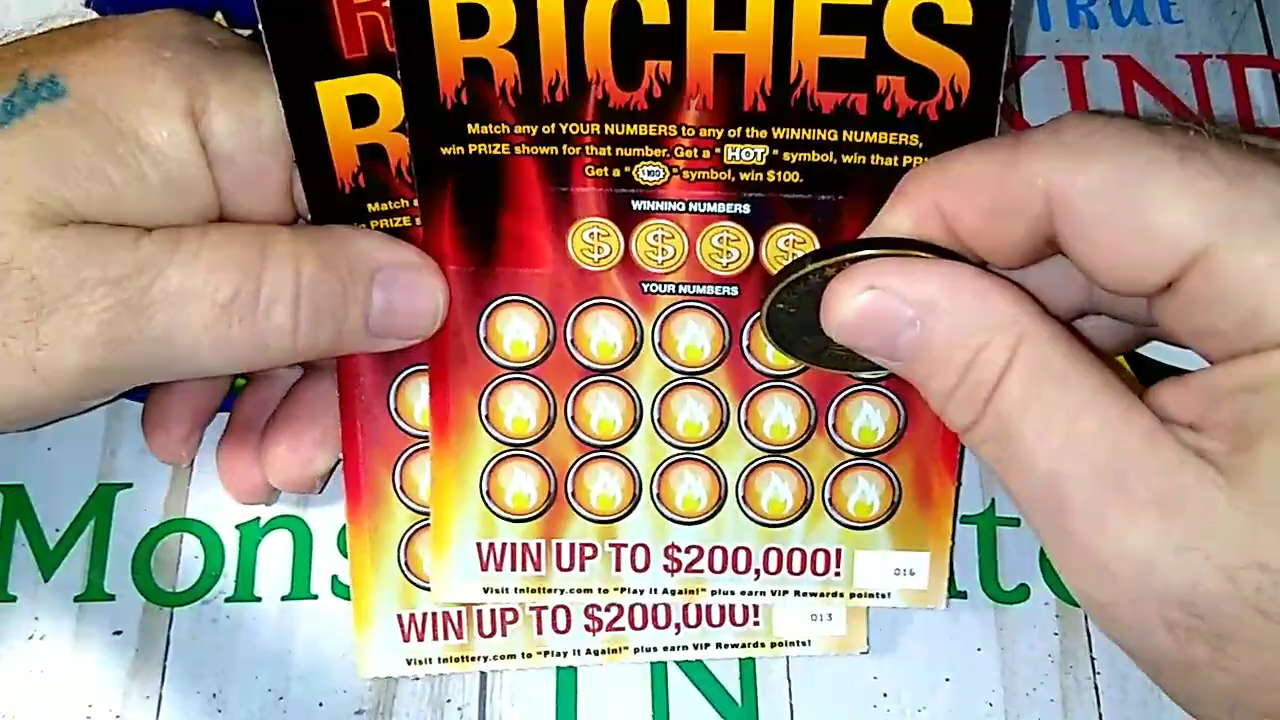 RICHES
Match any of YOUR NUMBERS to any of the WINNING NUMBERS,
win PRIZE shown for that number. Get a "HOT" symbol, win that PR
Get a "$100" symbol, win $100.
WINNING NUMBERS
$ $ $ $
YOUR NUMBERS
WIN UP TO $200,000!
016
Visit tnlottery.com to "Play It Again!" plus earn VIP Rewards points!
R
R
Match
PRIZE
WIN UP TO $200,000!
013
Visit tnlottery.com to "Play It Again!" plus earn VIP Rewards points!
TRUE
KIND
Mons
TN